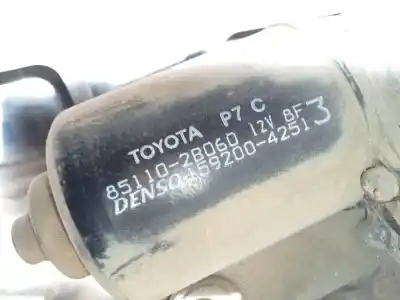 TOYOTA P7 C
85110-2B060 12V 8F 3
DENSO 159200-4251